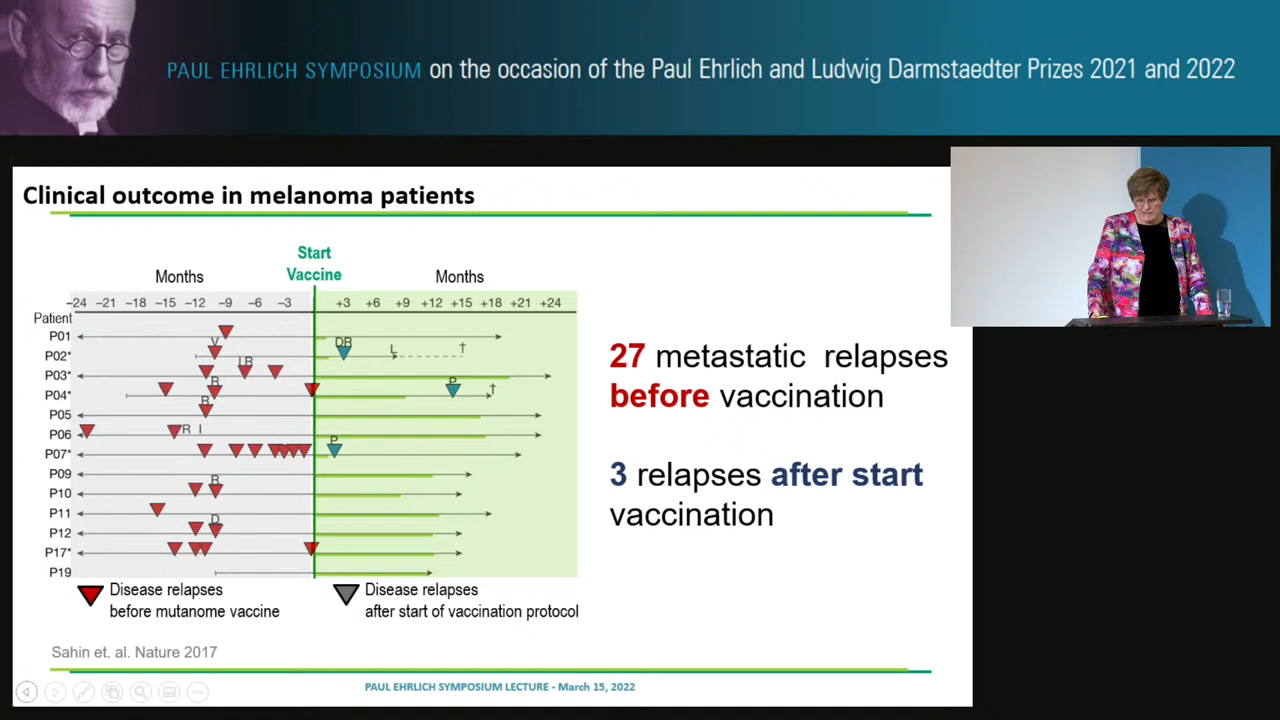 PAUL EHRLICH SYMPOSIUM on the occasion of the Paul Ehrlich and Ludwig Darmstaedter Prizes 2021 and 2022
Clinical outcome in melanoma patients
Start
Vaccine
Months Months
−24 −21 −18 −15 −12 −9 −6 −3 +3 +6 +9 +12 +15 +18 +21 +24
Patient
P01
V DR L †
P02*
I R
P03*
R P †
P04*
R
P05
P06 R I
P
P07*
P09
R
P10
P11
D
P12
P17*
P19
Disease relapses
before mutanome vaccine
Disease relapses
after start of vaccination protocol
27 metastatic relapses
before vaccination
3 relapses after start
vaccination
Sahin et. al. Nature 2017
PAUL EHRLICH SYMPOSIUM LECTURE - March 15, 2022